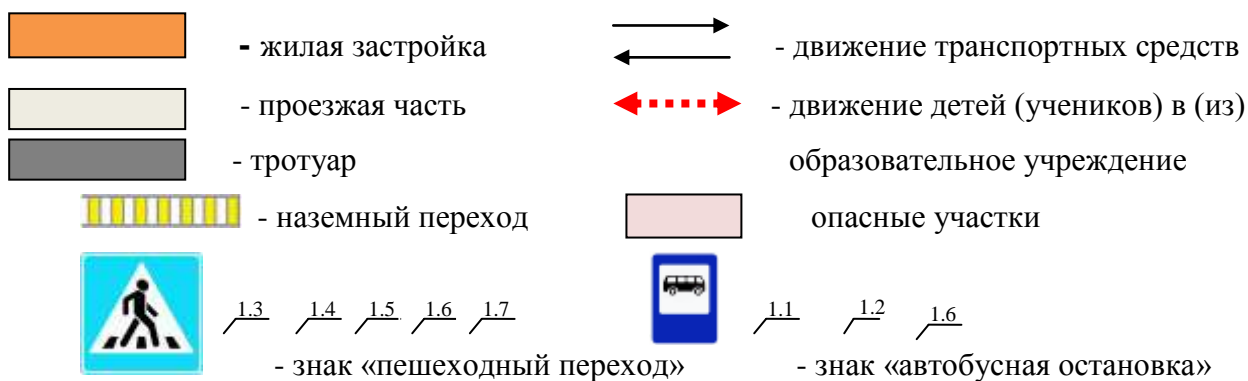 - жилая застройка
- движение транспортных средств
- проезжая часть
- движение детей (учеников) в (из)
- тротуар
образовательное учреждение
- наземный переход
опасные участки
1.3 1.4 1.5 1.6 1.7
1.1 1.2 1.6
- знак «пешеходный переход»
- знак «автобусная остановка»